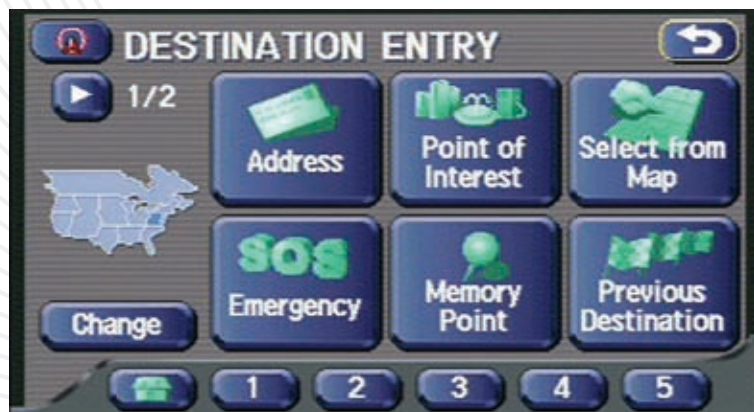 DESTINATION ENTRY
1/2
Address
Point of
Interest
Select from
Map
SOS
Emergency
Memory
Point
Previous
Destination
Change
1 2 3 4 5